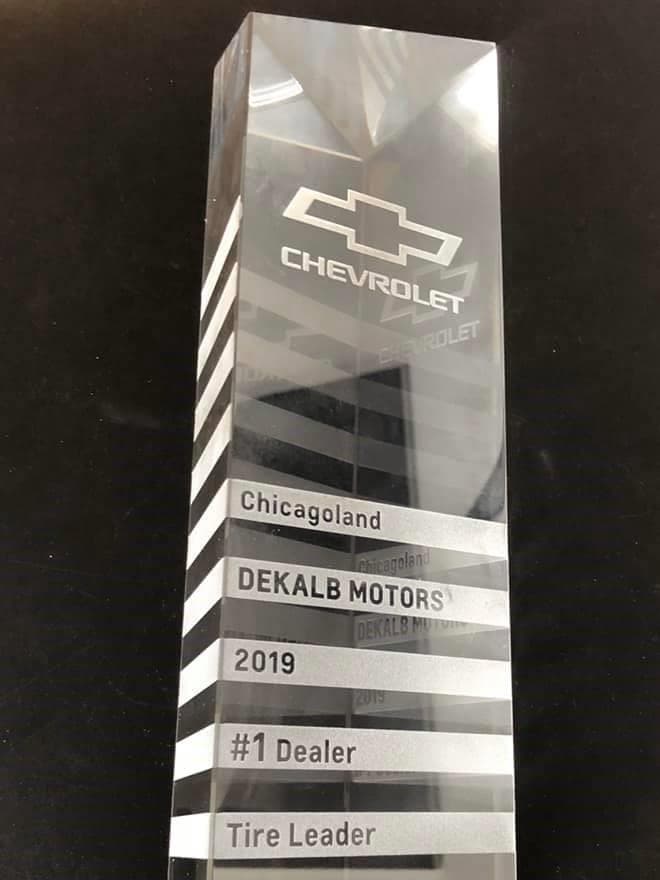 CHEVROLET
Chicagoland
DEKALB MOTORS
2019
#1 Dealer
Tire Leader